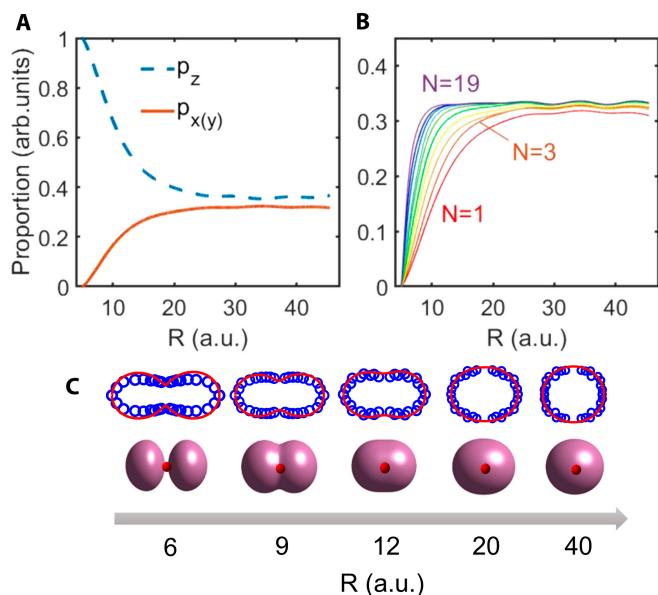 A
B
1
0.8
0.6
0.4
0.2
0
Proportion (arb.units)
p_z
p_x(y)
10 20 30 40
R (a.u.)
0.4
0.3
0.2
0.1
0
N=19
N=3
N=1
10 20 30 40
R (a.u.)
C
6 9 12 20 40
R (a.u.)